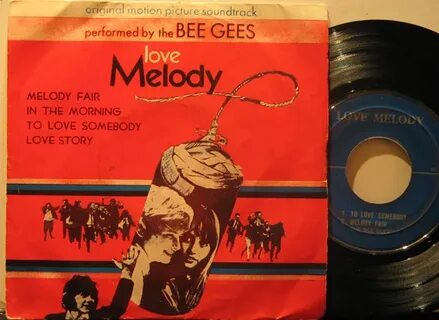 original motion picture soundtrack
performed by the BEE GEES
love
Melody
MELODY FAIR
IN THE MORNING
TO LOVE SOMEBODY
LOVE STORY
LOVE MELODY
1. TO LOVE SOMEBODY
MELODY FAIR